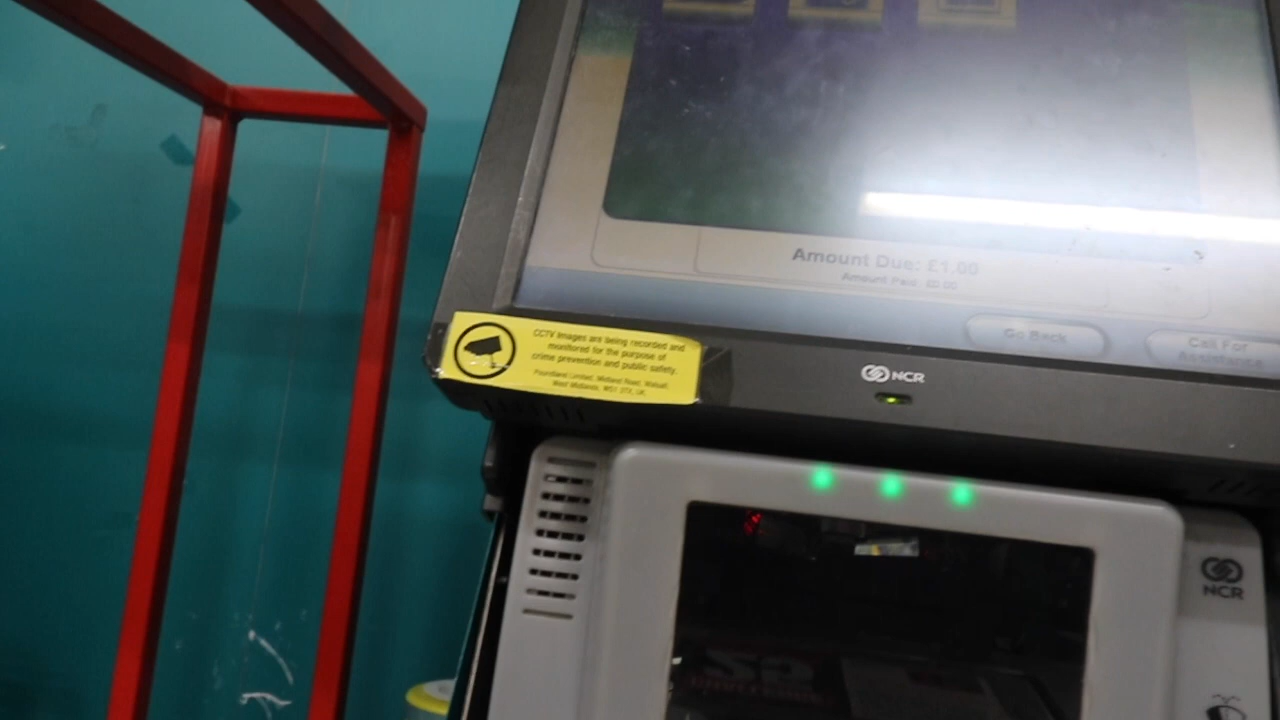 Amount Due: £1.00
Amount Paid: £0.00
Go Back
Call For
Assistance
CCTV Images are being recorded and
monitored for the purpose of
crime prevention and public safety.
Poundland Limited, Midland Road, Walsall,
West Midlands, WS1 3TX, UK.
NCR
NCR